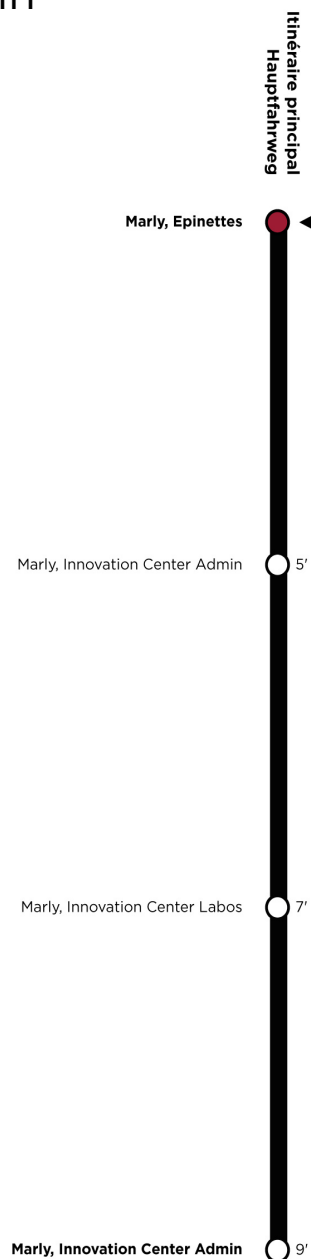 Itinéraire principal
Hauptfahrweg
Marly, Epinettes
Marly, Innovation Center Admin 5'
Marly, Innovation Center Labos 7'
Marly, Innovation Center Admin 9'